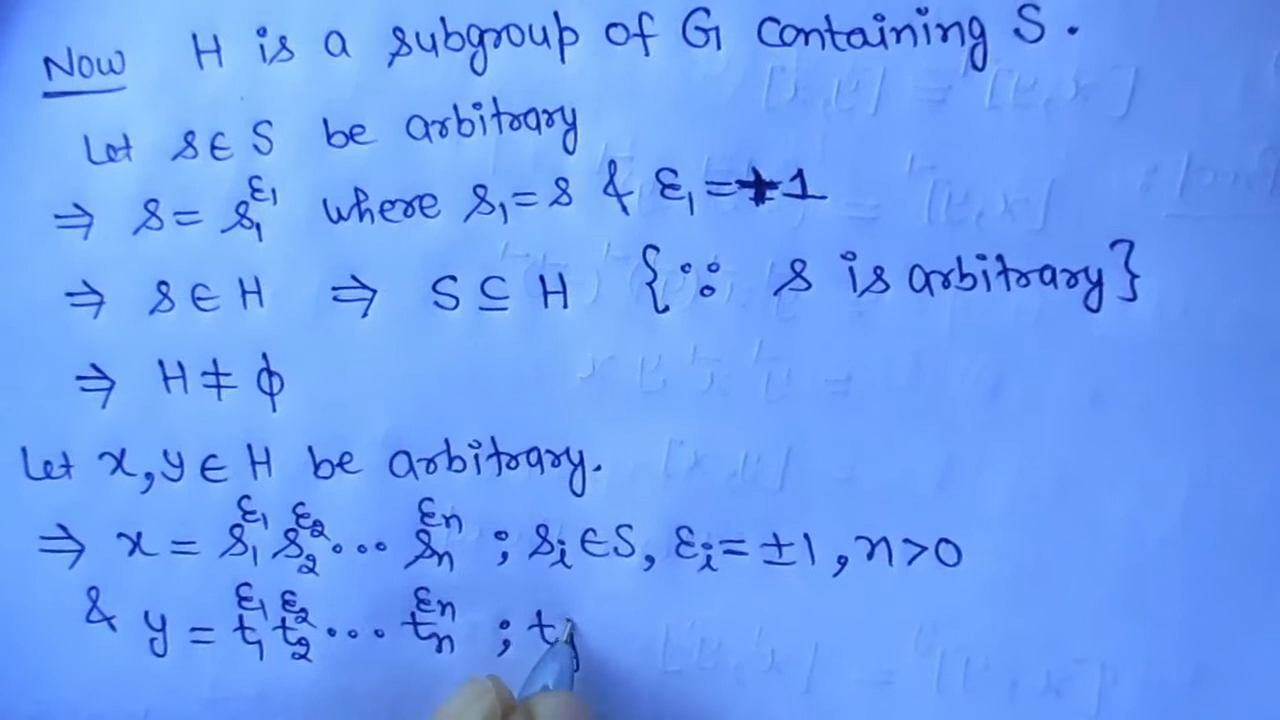 Now H is a subgroup of G containing S.
Let s ∈ S be arbitrary
⇒ s = s₁^ε₁ where s₁ = s & ε₁ = +1
⇒ s ∈ H ⇒ S ⊆ H {∵ s is arbitrary}
⇒ H ≠ ϕ
Let x, y ∈ H be arbitrary.
⇒ x = s₁^ε₁ s₂^ε₂ ... sₙ^εₙ ; sᵢ ∈ S, εᵢ = ±1, n > 0
& y = t₁^ε₁ t₂^ε₂ ... tₙ^εₙ ; t